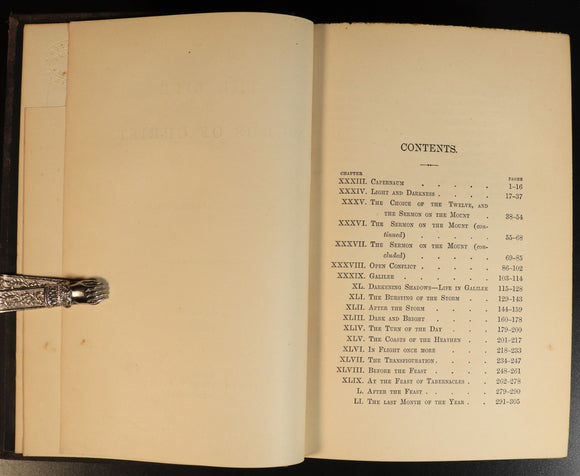 CONTENTS.
CHAPTER PAGES
XXXIII. CAPERNAUM . . . . . 1-16
XXXIV. LIGHT AND DARKNESS . . . . 17-37
XXXV. THE CHOICE OF THE TWELVE, AND
THE SERMON ON THE MOUNT . 38-54
XXXVI. THE SERMON ON THE MOUNT (con-
tinued) . . . . . 55-68
XXXVII. THE SERMON ON THE MOUNT (con-
cluded) . . . . . 69-85
XXXVIII. OPEN CONFLICT . . . . . 86-102
XXXIX. GALILEE . . . . . . 103-114
XL. DARKENING SHADOWS—LIFE IN GALILEE 115-128
XLI. THE BURSTING OF THE STORM . . 129-143
XLII. AFTER THE STORM . . . . 144-159
XLIII. DARK AND BRIGHT . . . . 160-178
XLIV. THE TURN OF THE DAY . . . 179-200
XLV. THE COASTS OF THE HEATHEN . . 201-217
XLVI. IN FLIGHT ONCE MORE . . . 218-233
XLVII. THE TRANSFIGURATION . . . . 234-247
XLVIII. BEFORE THE FEAST . . . . 248-261
XLIX. AT THE FEAST OF TABERNACLES . . 262-278
L. AFTER THE FEAST . . . . . 279-290
LI. THE LAST MONTH OF THE YEAR . . 291-305